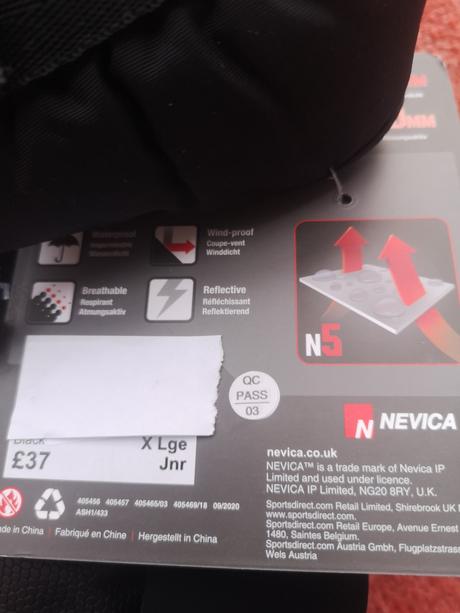 MM
Waterproof
Wind-proof
Coupe-vent
Winddicht
Breathable
Respirant
Atmungsaktiv
Reflective
Réfléchissant
Reflektierend
N5
QC
PASS
03
N NEVICA
Black X Lge
£37 Jnr
nevica.co.uk
NEVICA™ is a trade mark of Nevica IP
Limited and used under licence.
NEVICA IP Limited, NG20 8RY, U.K.
Sportsdirect.com Retail Limited, Shirebrook UK
www.sportsdirect.com.
Sportsdirect.com Retail Europe, Avenue Ernest
1480, Saintes Belgium.
Sportsdirect.com Austria Gmbh, Flugplatzstras
Wels Austria
405456 405457 405465/03 405469/18 09/2020
ASH1/433
de in China | Fabriqué en Chine | Hergestellt in China